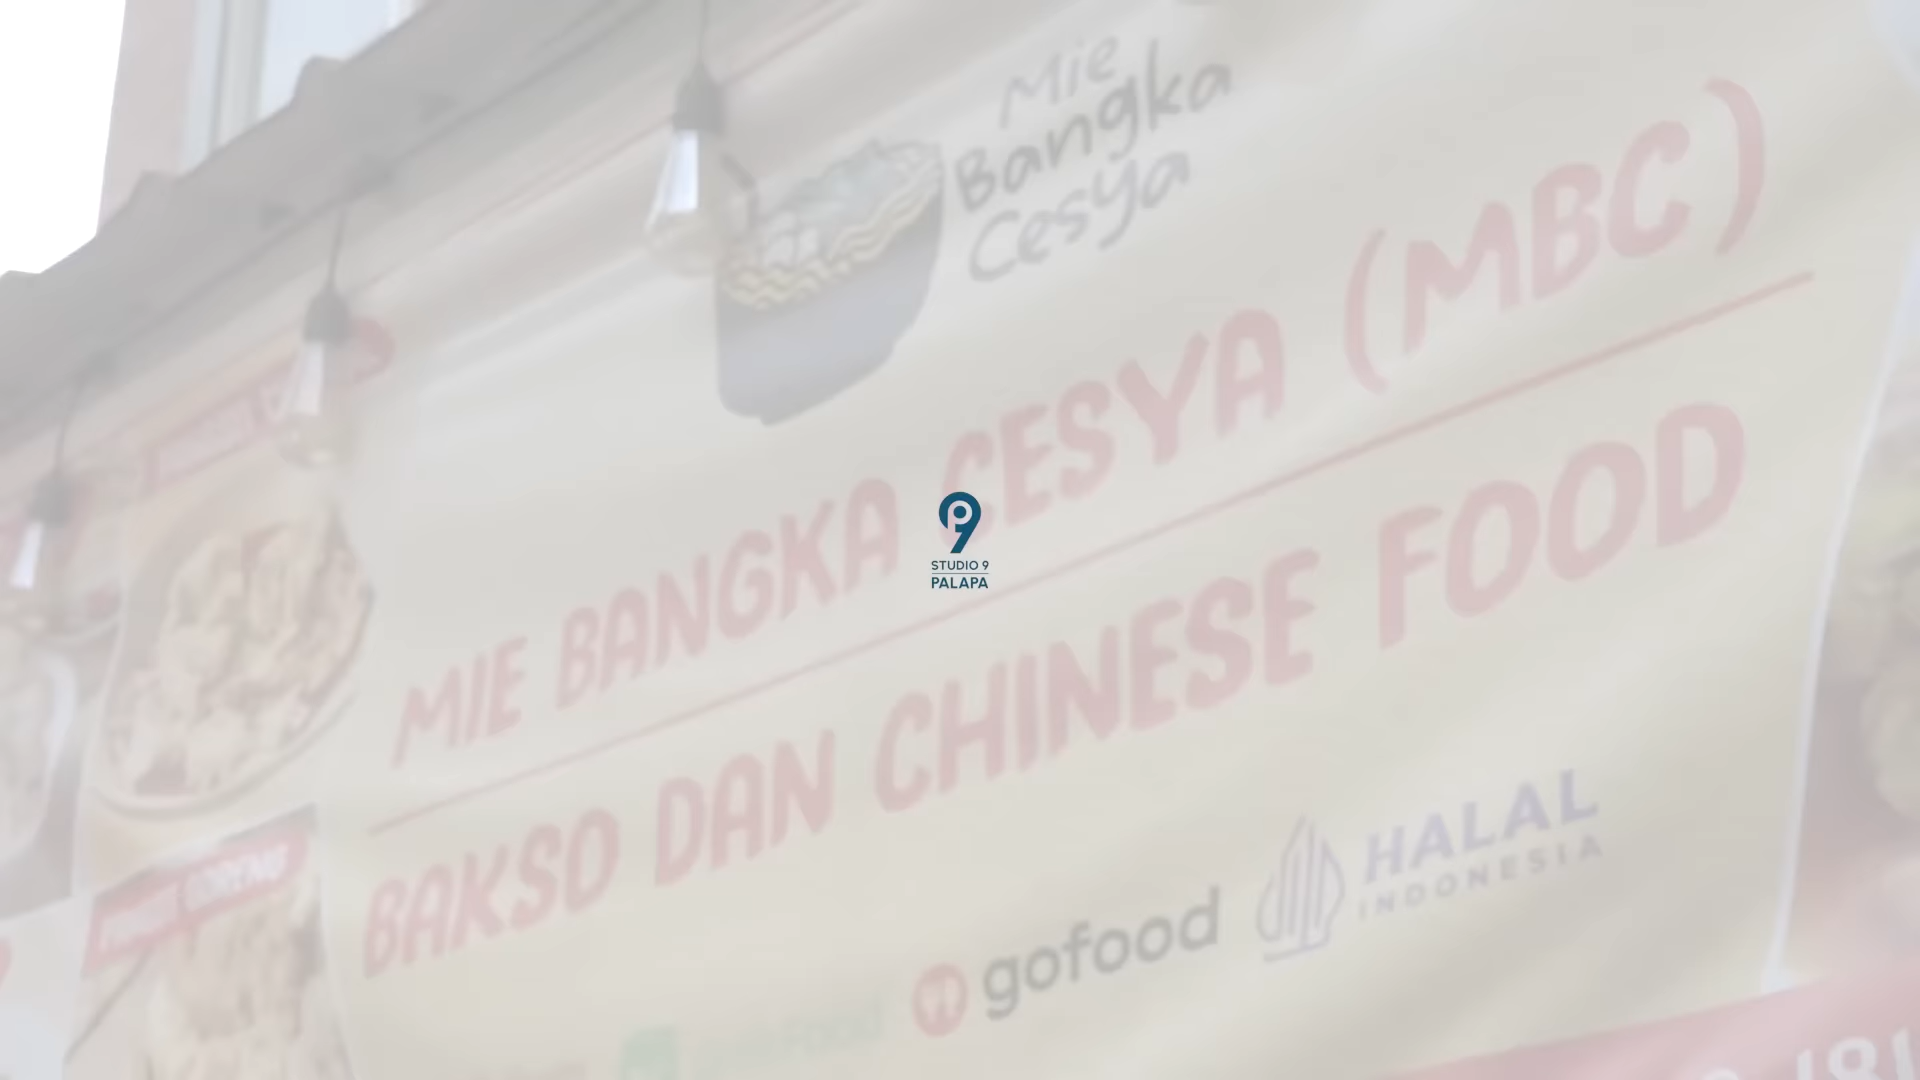 Mie
Bangka
Cesya
MIE BANGKA CESYA (MBC)
BAKSO DAN CHINESE FOOD
STUDIO 9
PALAPA
gofood
HALAL
INDONESIA